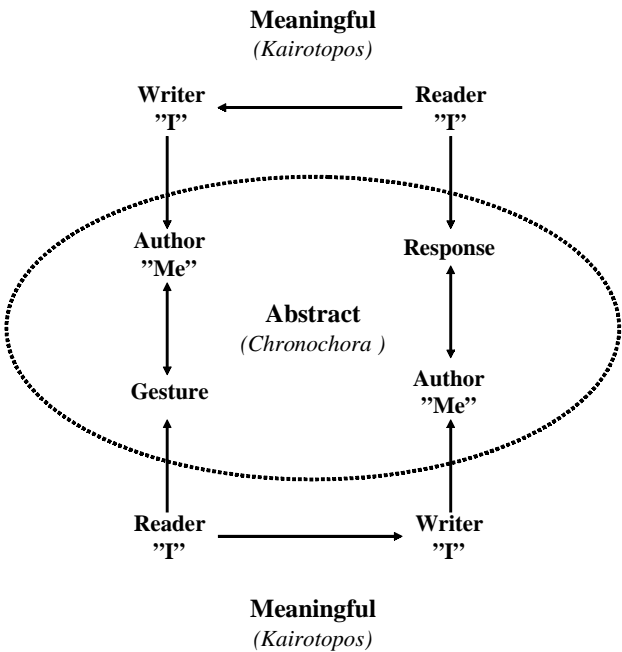 Meaningful
(Kairotopos)
Writer
”I”
Reader
”I”
Author
”Me”
Response
Abstract
(Chronochora )
Gesture
Author
”Me”
Reader
”I”
Writer
”I”
Meaningful
(Kairotopos)